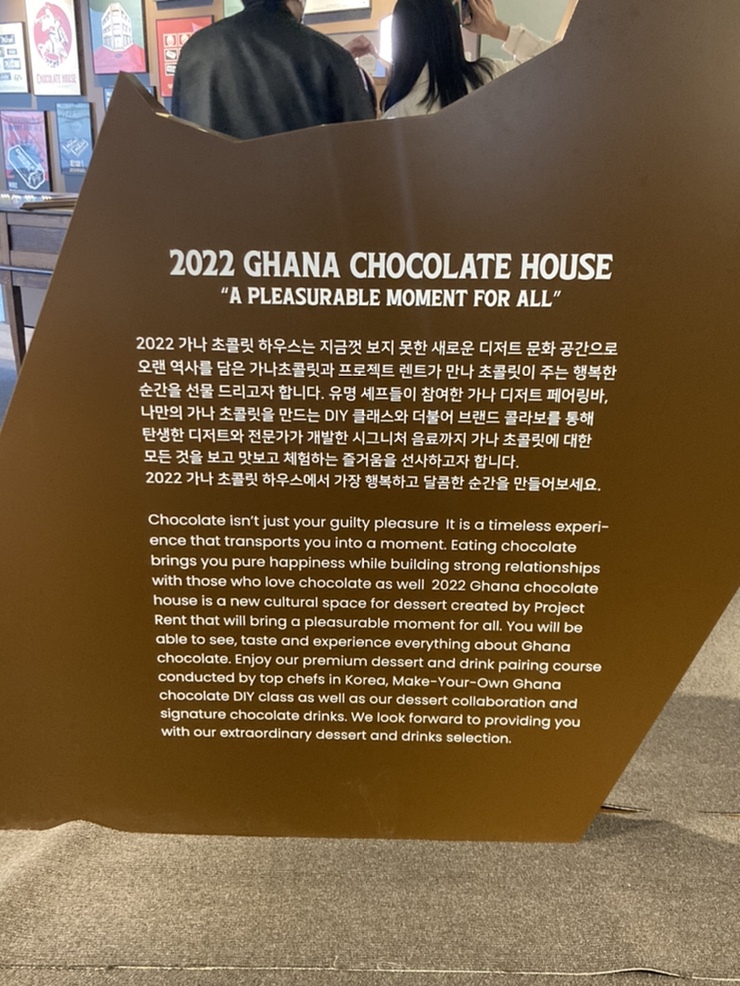 CHOCOLATE HOUSE
2022 GHANA CHOCOLATE HOUSE
“A PLEASURABLE MOMENT FOR ALL”
2022 가나 초콜릿 하우스는 지금껏 보지 못한 새로운 디저트 문화 공간으로
오랜 역사를 담은 가나초콜릿과 프로젝트 렌트가 만나 초콜릿이 주는 행복한
순간을 선물 드리고자 합니다. 유명 셰프들이 참여한 가나 디저트 페어링바,
나만의 가나 초콜릿을 만드는 DIY 클래스와 더불어 브랜드 콜라보를 통해
탄생한 디저트와 전문가가 개발한 시그니처 음료까지 가나 초콜릿에 대한
모든 것을 보고 맛보고 체험하는 즐거움을 선사하고자 합니다.
2022 가나 초콜릿 하우스에서 가장 행복하고 달콤한 순간을 만들어보세요.
Chocolate isn’t just your guilty pleasure It is a timeless experi-
ence that transports you into a moment. Eating chocolate
brings you pure happiness while building strong relationships
with those who love chocolate as well 2022 Ghana chocolate
house is a new cultural space for dessert created by Project
Rent that will bring a pleasurable moment for all. You will be
able to see, taste and experience everything about Ghana
chocolate. Enjoy our premium dessert and drink pairing course
conducted by top chefs in Korea, Make-Your-Own Ghana
chocolate DIY class as well as our dessert collaboration and
signature chocolate drinks. We look forward to providing you
with our extraordinary dessert and drinks selection.